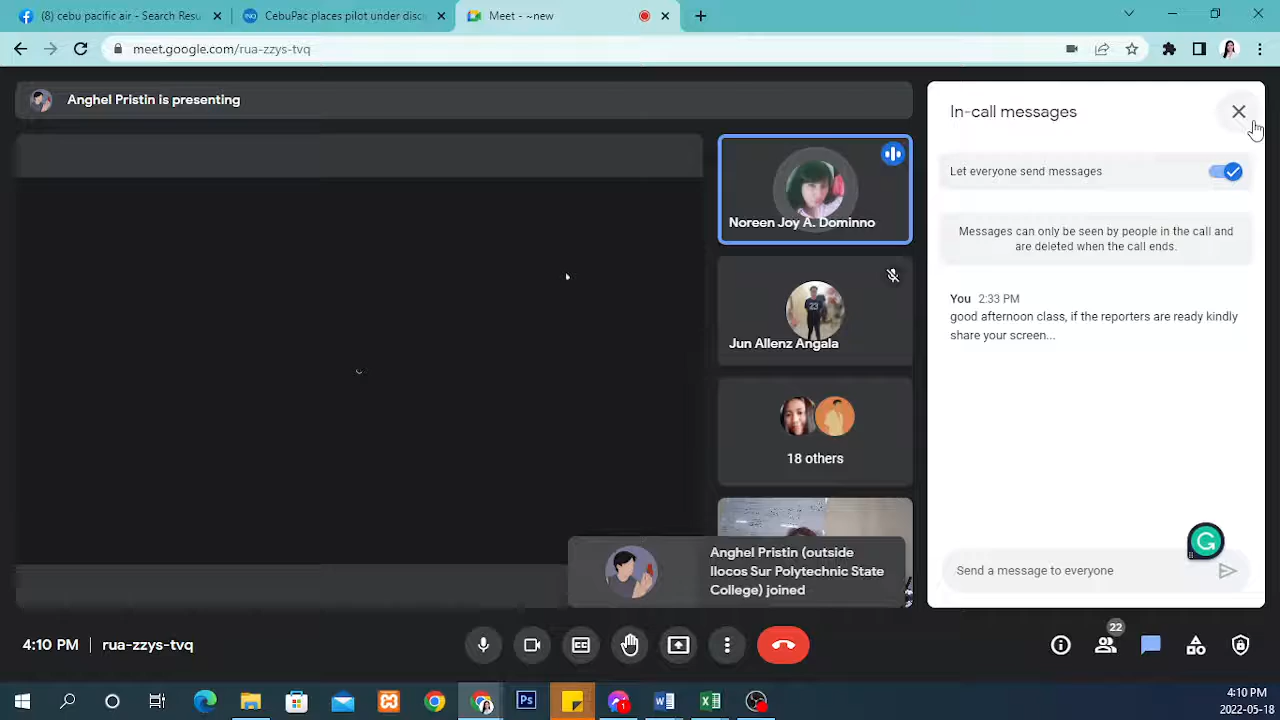 (8) cebu pacific - Search Resu
CebuPac places pilot under disc
Meet - ~new
meet.google.com/rua-zzys-tvq
Anghel Pristin is presenting
In-call messages
Let everyone send messages
Messages can only be seen by people in the call and
are deleted when the call ends.
You 2:33 PM
good afternoon class, if the reporters are ready kindly
share your screen...
Noreen Joy A. Dominno
23
Jun Allenz Angala
18 others
Anghel Pristin (outside
Ilocos Sur Polytechnic State
College) joined
Send a message to everyone
4:10 PM
rua-zzys-tvq
22
Ps
1
4:10 PM
2022-05-18